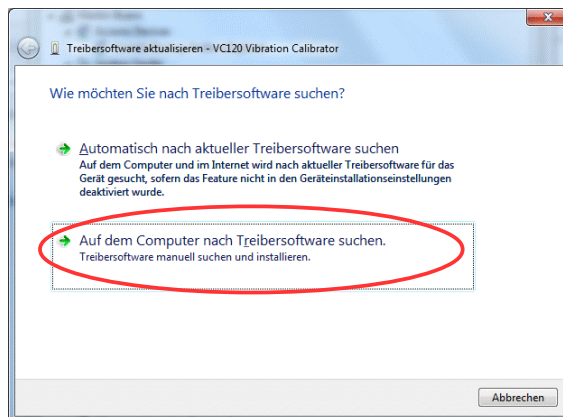 Treibersoftware aktualisieren - VC120 Vibration Calibrator
Wie möchten Sie nach Treibersoftware suchen?
Automatisch nach aktueller Treibersoftware suchen
Auf dem Computer und im Internet wird nach aktueller Treibersoftware für das
Gerät gesucht, sofern das Feature nicht in den Geräteinstallationseinstellungen
deaktiviert wurde.
Auf dem Computer nach Treibersoftware suchen.
Treibersoftware manuell suchen und installieren.
Abbrechen